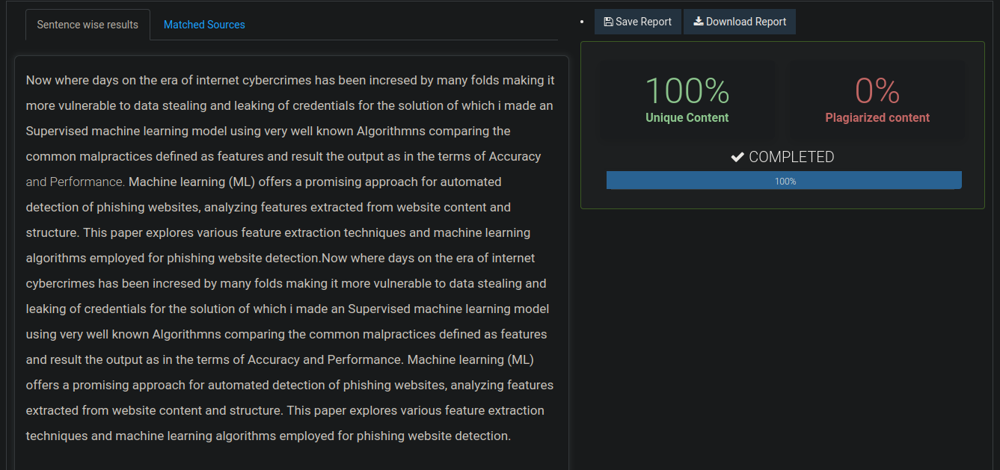 Sentence wise results
Matched Sources
Save Report
Download Report
Now where days on the era of internet cybercrimes has been incresed by many folds making it
more vulnerable to data stealing and leaking of credentials for the solution of which i made an
Supervised machine learning model using very well known Algorithmns comparing the
common malpractices defined as features and result the output as in the terms of Accuracy
and Performance. Machine learning (ML) offers a promising approach for automated
detection of phishing websites, analyzing features extracted from website content and
structure. This paper explores various feature extraction techniques and machine learning
algorithms employed for phishing website detection.Now where days on the era of internet
cybercrimes has been incresed by many folds making it more vulnerable to data stealing and
leaking of credentials for the solution of which i made an Supervised machine learning model
using very well known Algorithmns comparing the common malpractices defined as features
and result the output as in the terms of Accuracy and Performance. Machine learning (ML)
offers a promising approach for automated detection of phishing websites, analyzing features
extracted from website content and structure. This paper explores various feature extraction
techniques and machine learning algorithms employed for phishing website detection.
100%
Unique Content
0%
Plagiarized content
COMPLETED
100%